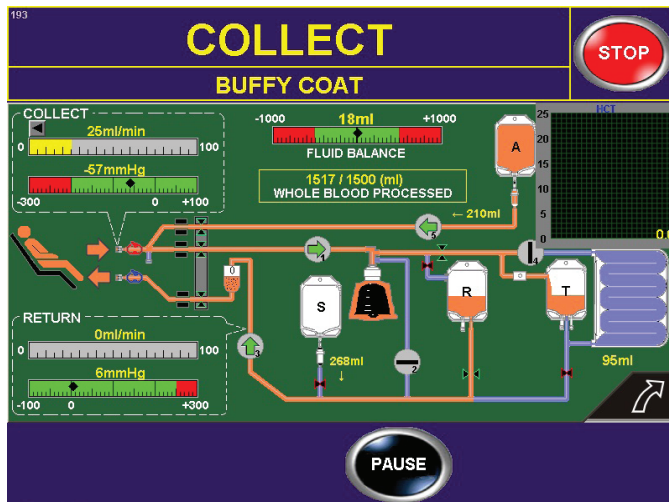 193
COLLECT
STOP
BUFFY COAT
COLLECT
25ml/min
0 100
-57mmHg
-300 0 +100
18ml
-1000 +1000
FLUID BALANCE
1517 / 1500 (ml)
WHOLE BLOOD PROCESSED
A
HCT
25
20
15
10
5
0
← 210ml
5
1
4
0
S
R
T
RETURN
0ml/min
0 100
6mmHg
-100 0 +300
3
268ml
↓
2
95ml
PAUSE